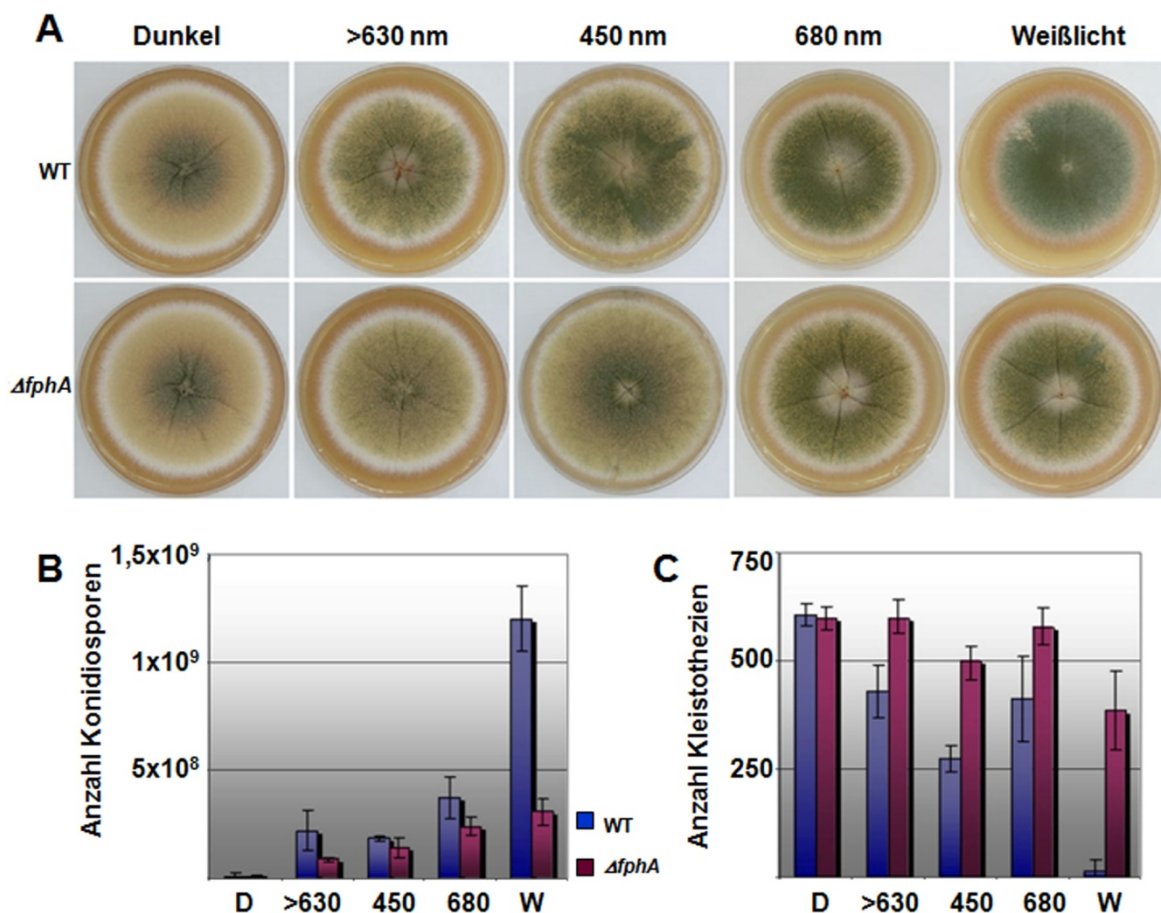 A
Dunkel >630 nm 450 nm 680 nm Weißlicht
WT
ΔfphA
B
Anzahl Konidiosporen
1,5x10⁹
1x10⁹
5x10⁸
D >630 450 680 W
WT
ΔfphA
C
Anzahl Kleistothezien
750
500
250
D >630 450 680 W